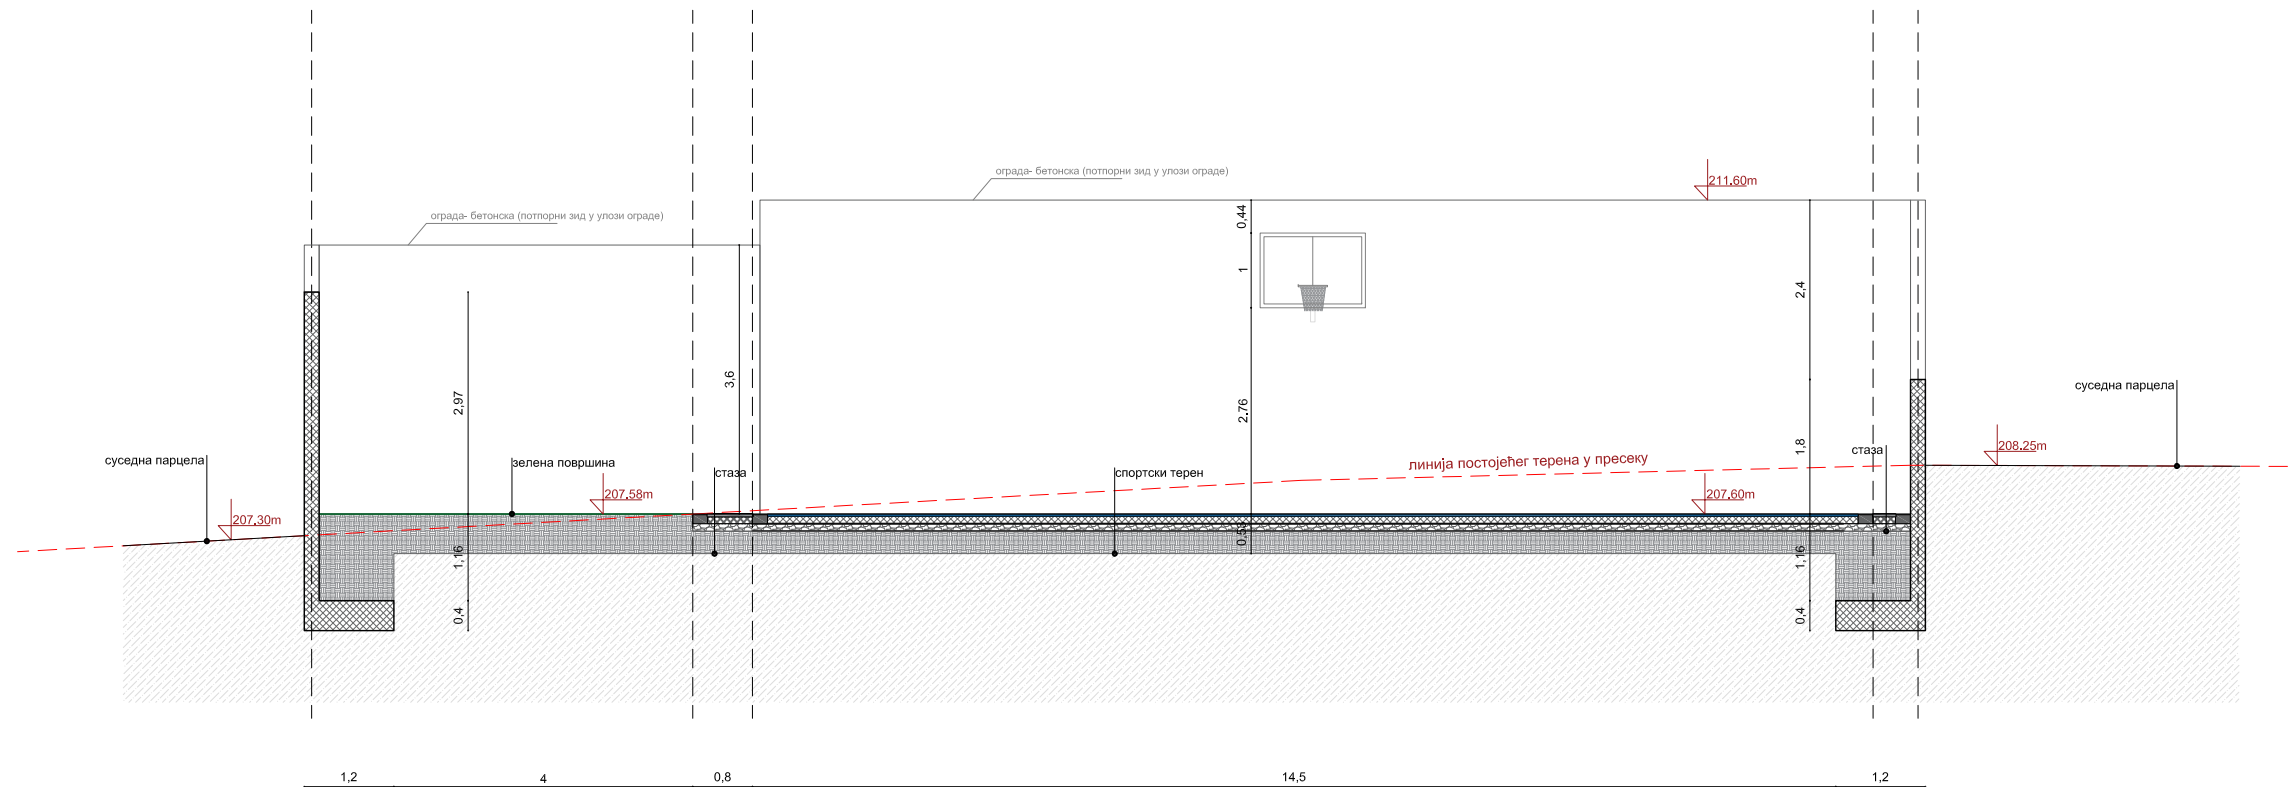 ограда- бетонска (потпорни зид у улози ограде)
211.60m
ограда- бетонска (потпорни зид у улози ограде)
0,44
1
2,4
3,6
2,97
2.76
суседна парцела
1,8
208.25m
стаза
линија постојећег терена у пресеку
суседна парцела
зелена површина
стаза
спортски терен
207.58m
207.60m
207.30m
0,53
1,16
1,16
0,4
0,4
1,2
4
0,8
14,5
1,2